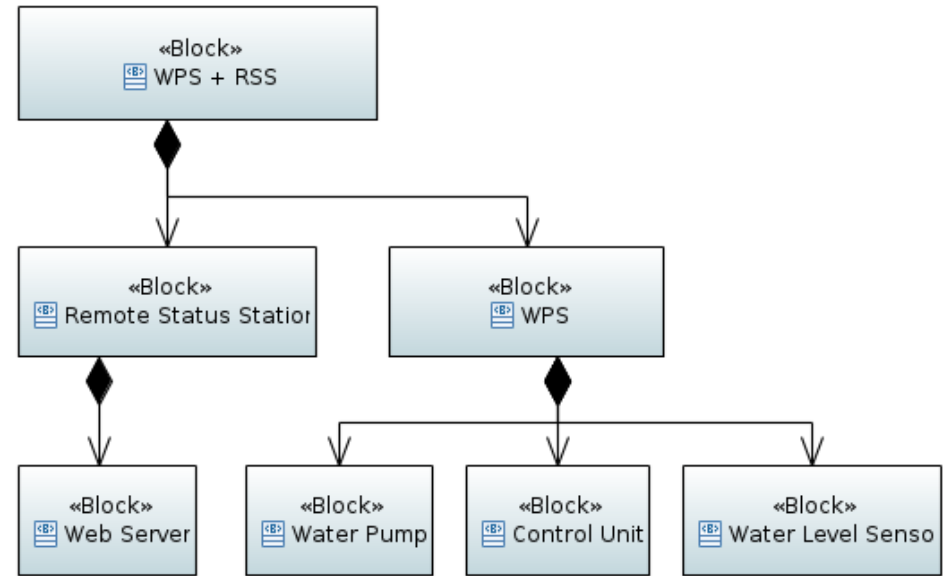 «Block»
WPS + RSS
«Block»
Remote Status Station
«Block»
WPS
«Block»
Web Server
«Block»
Water Pump
«Block»
Control Unit
«Block»
Water Level Senso